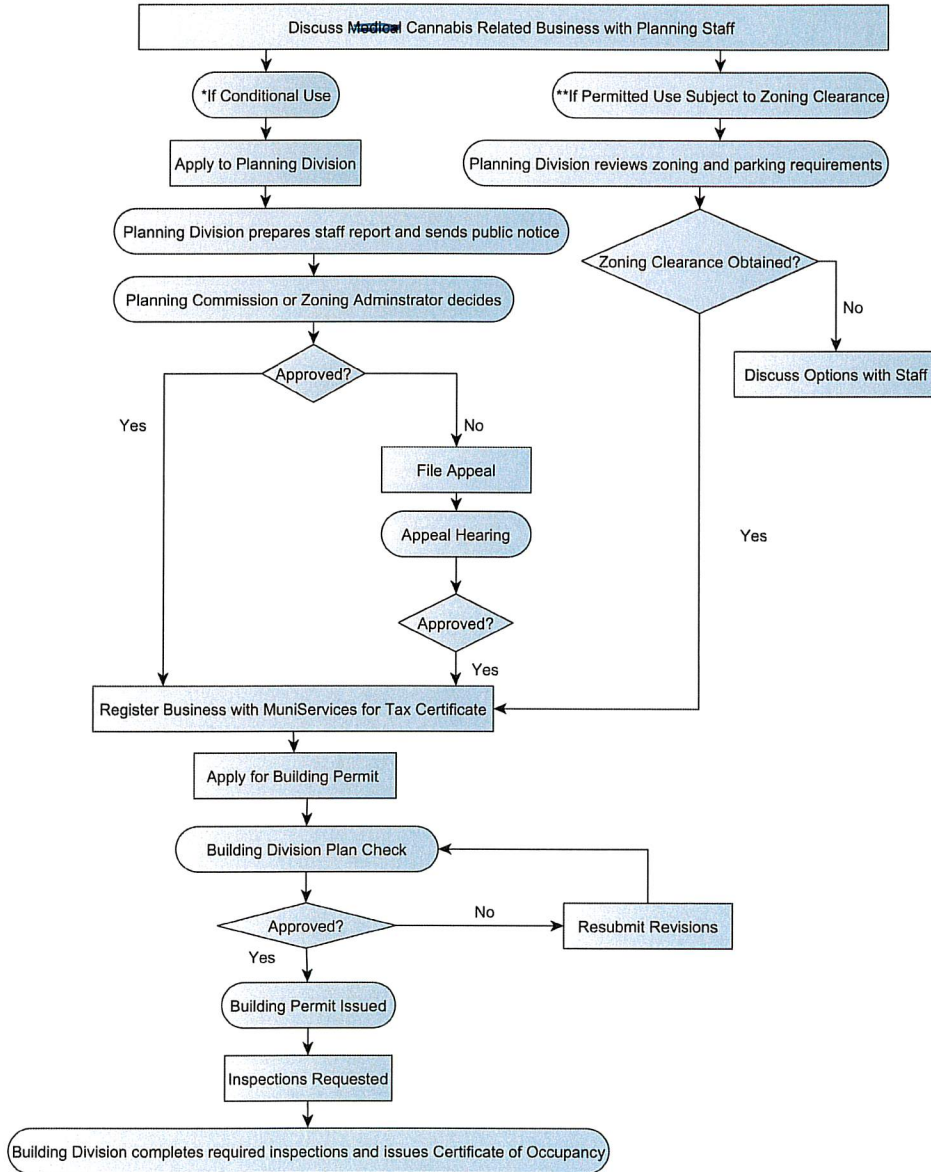 Discuss Medical Cannabis Related Business with Planning Staff
*If Conditional Use
**If Permitted Use Subject to Zoning Clearance
Apply to Planning Division
Planning Division reviews zoning and parking requirements
Planning Division prepares staff report and sends public notice
Zoning Clearance Obtained?
Planning Commission or Zoning Adminstrator decides
No
Approved?
Discuss Options with Staff
Yes
No
File Appeal
Appeal Hearing
Yes
Approved?
Yes
Register Business with MuniServices for Tax Certificate
Apply for Building Permit
Building Division Plan Check
No
Approved?
Resubmit Revisions
Yes
Building Permit Issued
Inspections Requested
Building Division completes required inspections and issues Certificate of Occupancy